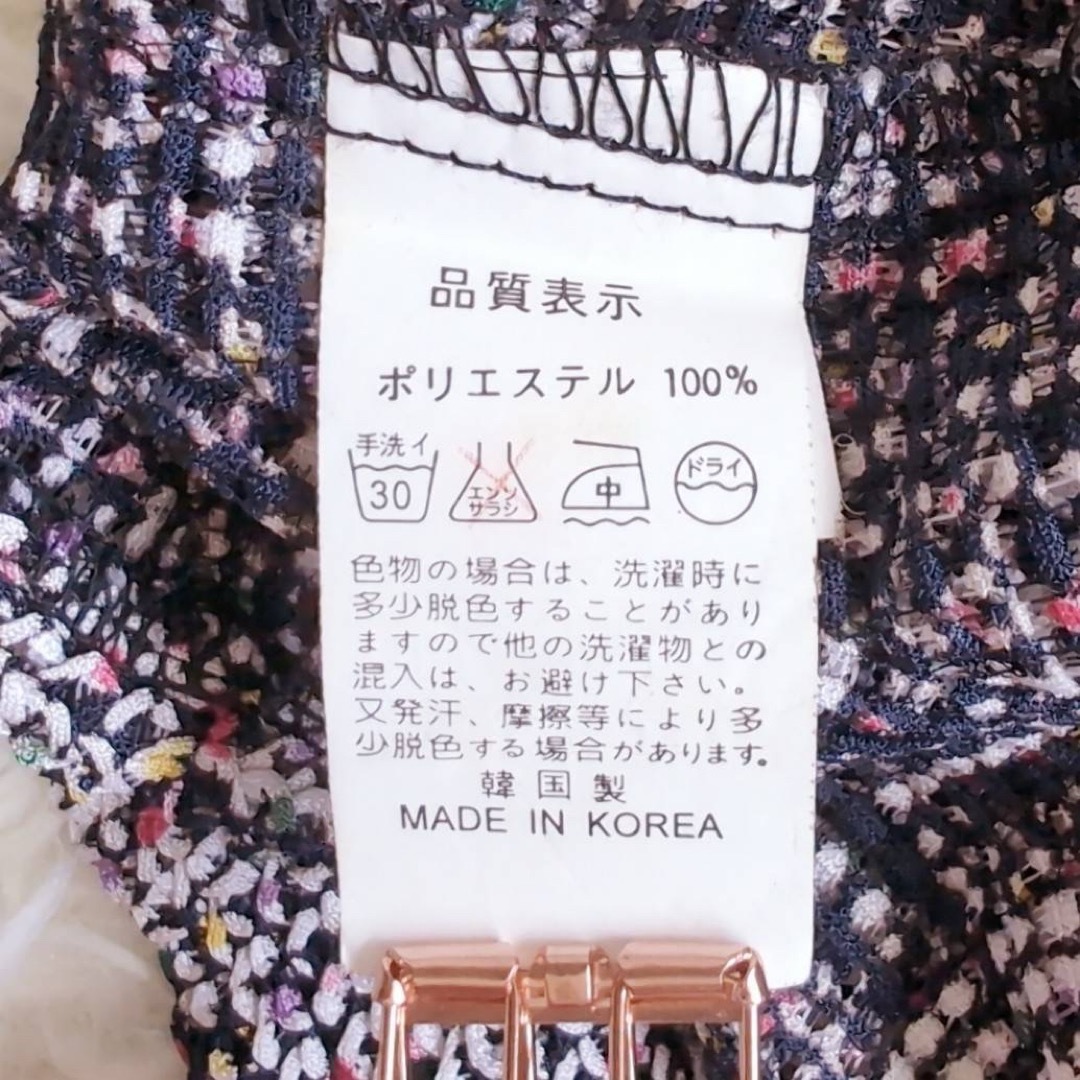 品質表示
ポリエステル 100%
手洗イ
30
エンソ
サラシ
中
ドライ
色物の場合は、洗濯時に
多少脱色することがあり
ますので他の洗濯物との
混入は、お避け下さい。
又発汗、摩擦等により多
少脱色する場合があります。
韓国製
MADE IN KOREA